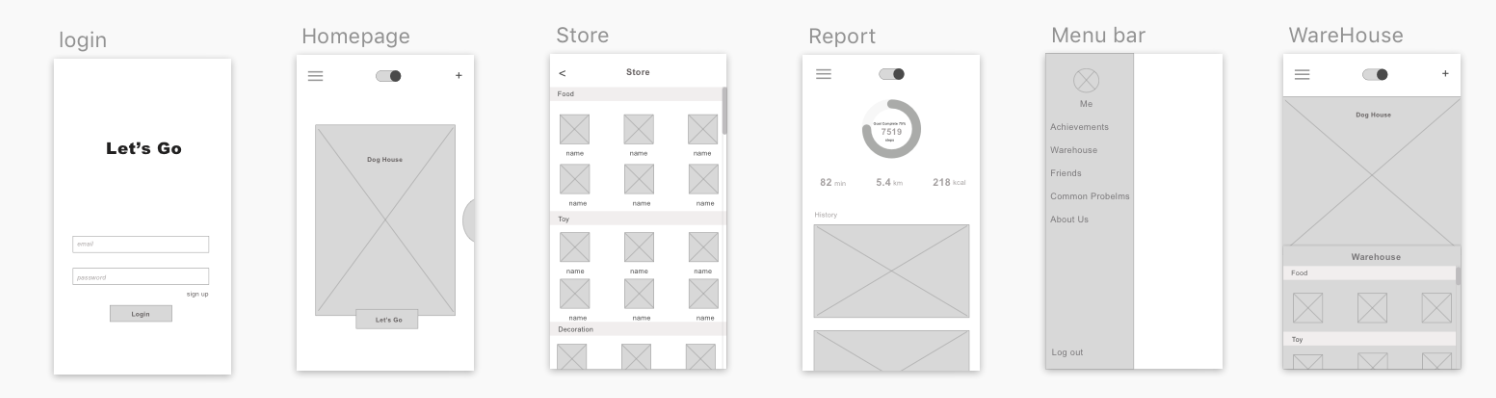 login
Let's Go
email
password
sign up
Login
Homepage
+
Dog House
Let's Go
Store
<
Store
Food
name
name
name
name
name
name
Toy
name
name
name
name
name
name
Decoration
Report
Goal Complete 75%
7519
steps
82 min
5.4 km
218 kcal
History
Menu bar
Me
Achievements
Warehouse
Friends
Common Probelms
About Us
Log out
WareHouse
+
Dog House
Warehouse
Food
Toy